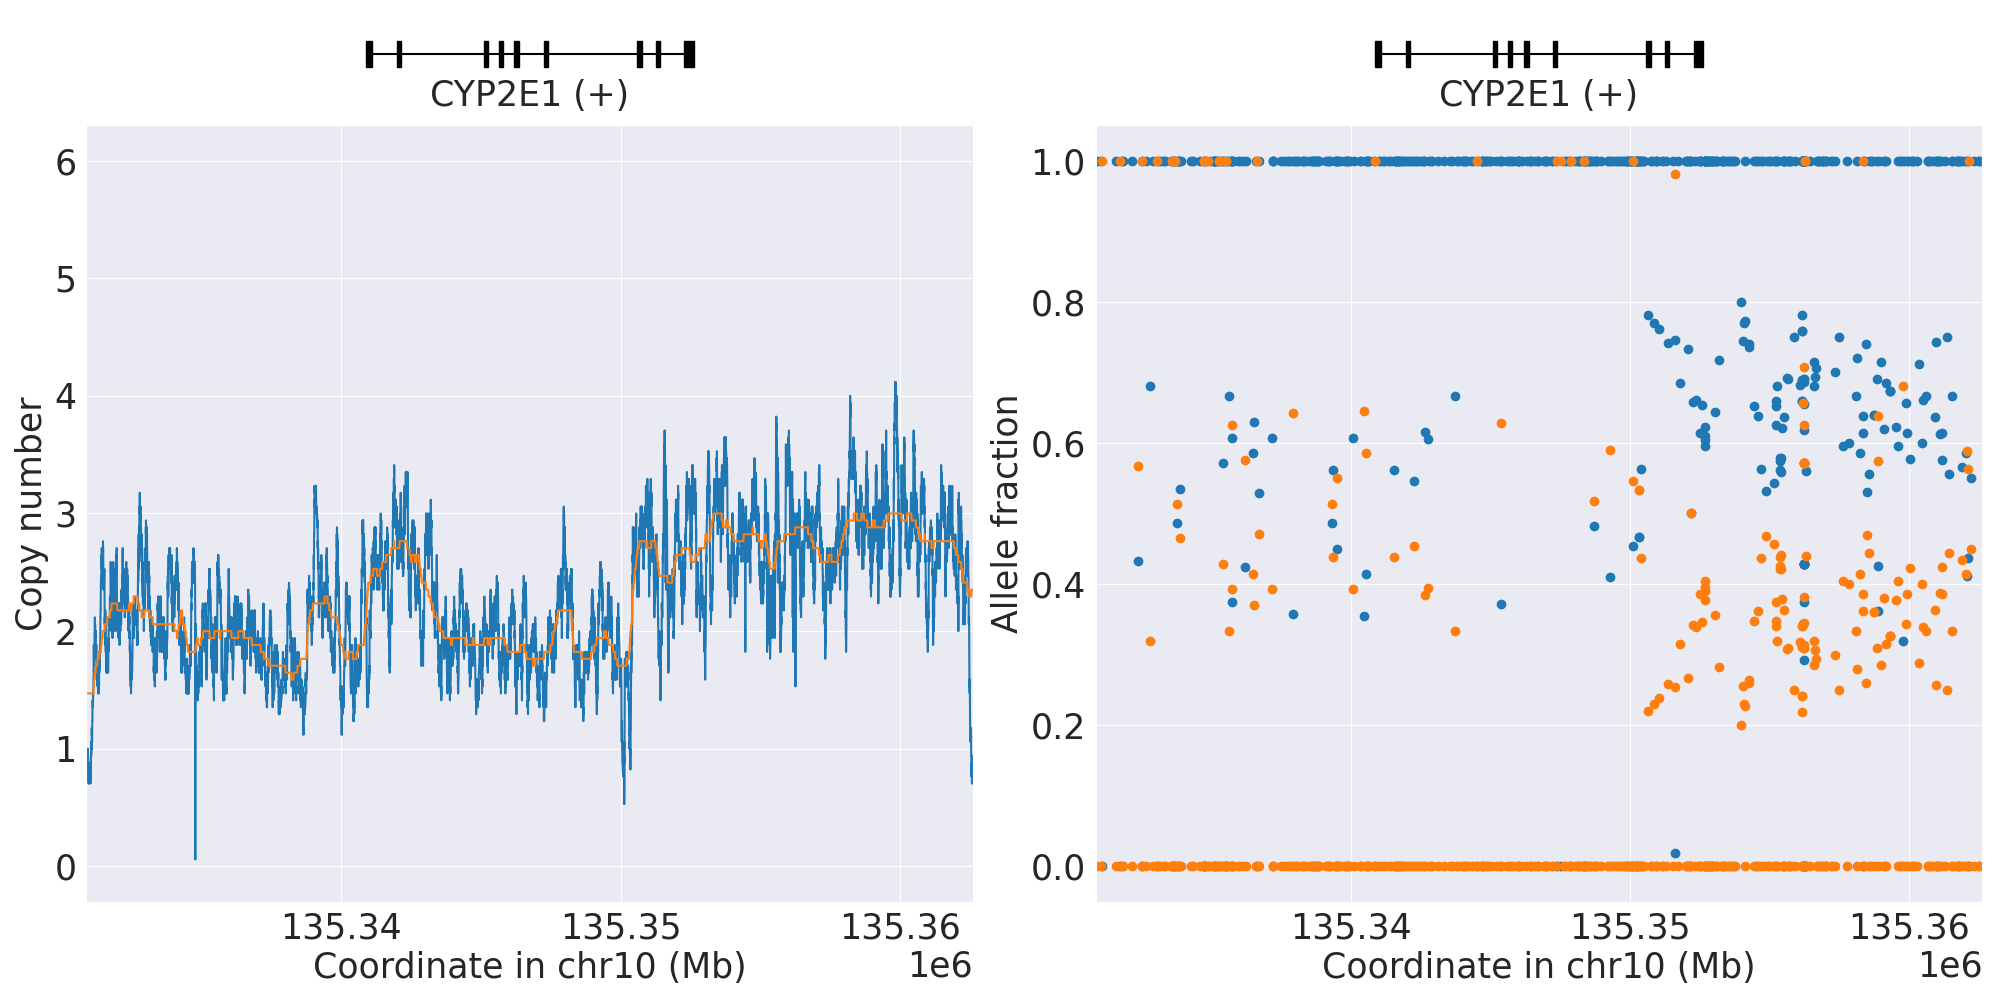 CYP2E1 (+)
Copy number
6
5
4
3
2
1
0
135.34 135.35 135.36
Coordinate in chr10 (Mb)
1e6
CYP2E1 (+)
Allele fraction
1.0
0.8
0.6
0.4
0.2
0.0
135.34 135.35 135.36
Coordinate in chr10 (Mb)
1e6